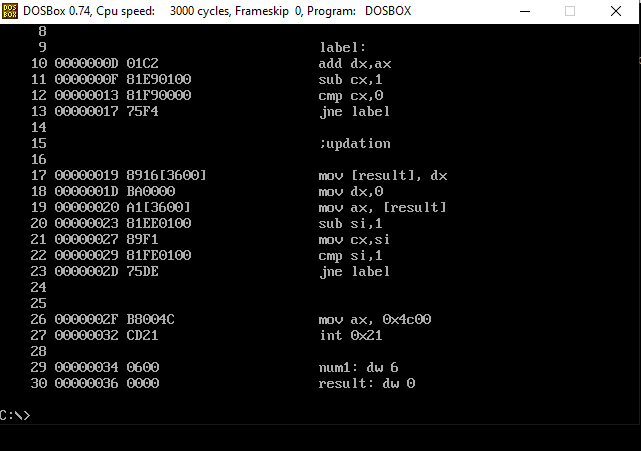 DOSBox 0.74, Cpu speed: 3000 cycles, Frameskip 0, Program: DOSBOX
8
9 label:
10 0000000D 01C2 add dx,ax
11 0000000F 81E90100 sub cx,1
12 00000013 81F90000 cmp cx,0
13 00000017 75F4 jne label
14
15 ;updation
16
17 00000019 8916[3600] mov [result], dx
18 0000001D BA0000 mov dx,0
19 00000020 A1[3600] mov ax, [result]
20 00000023 81EE0100 sub si,1
21 00000027 89F1 mov cx,si
22 00000029 81FE0100 cmp si,1
23 0000002D 75DE jne label
24
25
26 0000002F B8004C mov ax, 0x4c00
27 00000032 CD21 int 0x21
28
29 00000034 0600 num1: dw 6
30 00000036 0000 result: dw 0
C:\>